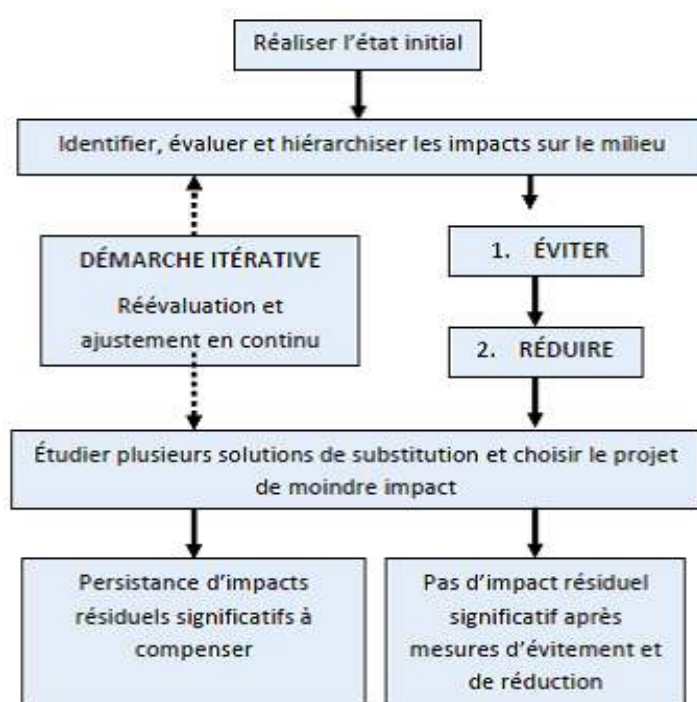 Réaliser l'état initial
Identifier, évaluer et hiérarchiser les impacts sur le milieu
DÉMARCHE ITÉRATIVE
Réévaluation et
ajustement en continu
1. ÉVITER
2. RÉDUIRE
Étudier plusieurs solutions de substitution et choisir le projet
de moindre impact
Persistance d'impacts
résiduels significatifs à
compenser
Pas d'impact résiduel
significatif après
mesures d'évitement et
de réduction